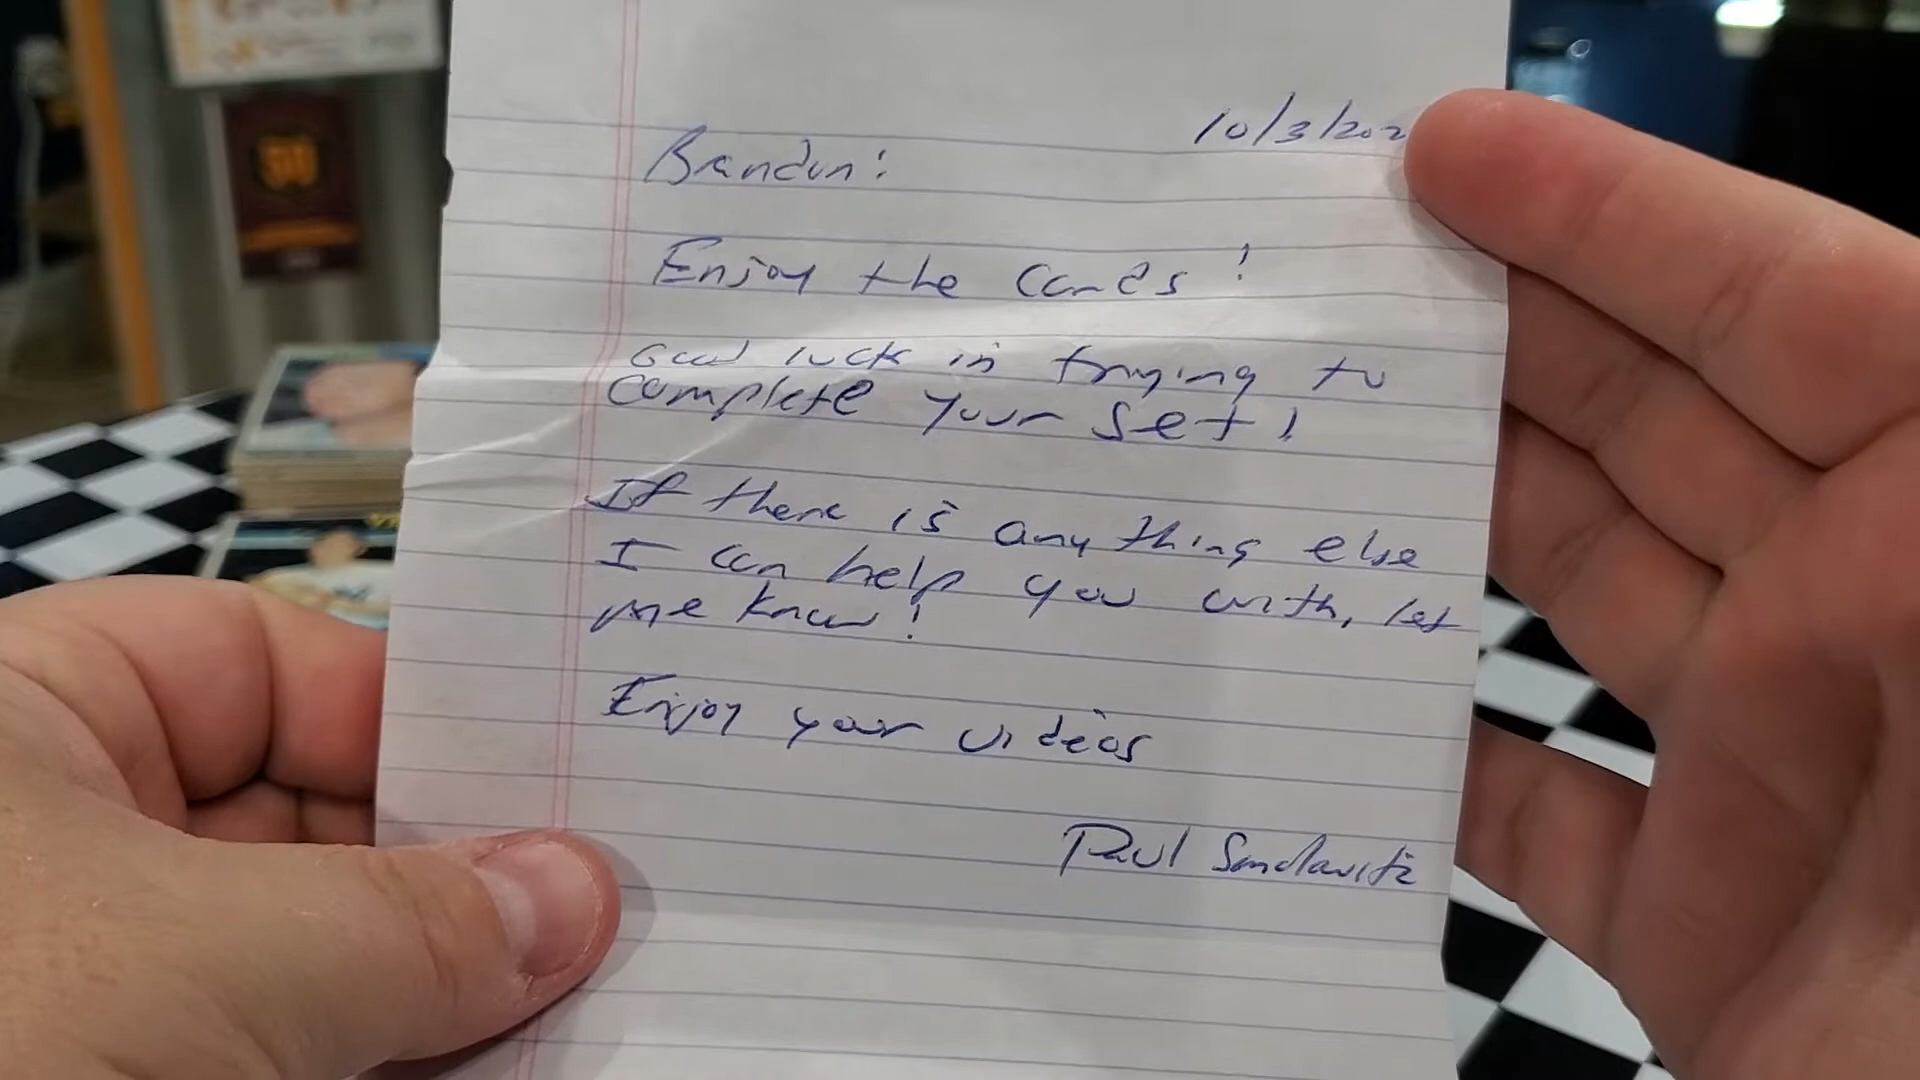 10/3/202
Brandon:
Enjoy the cards!
Good luck in trying to
complete your set!
If there is anything else
I can help you with, let
me know!
Enjoy your videos
Paul